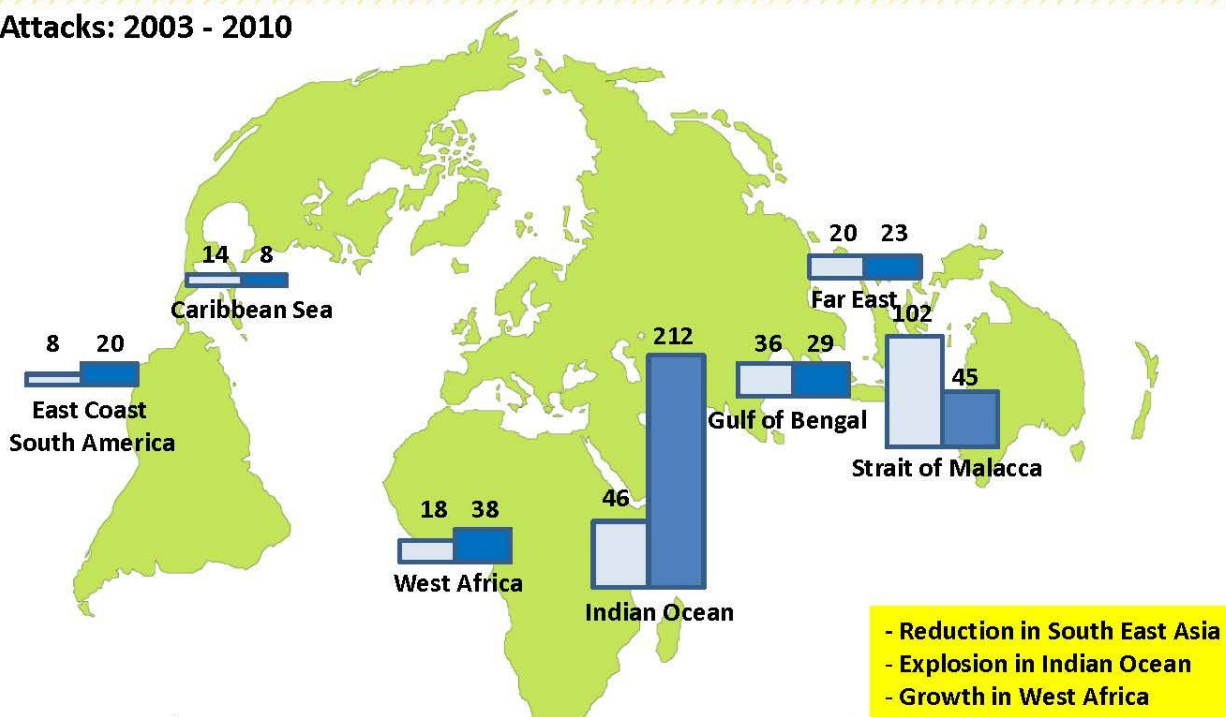 Attacks: 2003 - 2010
14 8
Caribbean Sea
8 20
East Coast
South America
18 38
West Africa
46 212
Indian Ocean
36 29
Gulf of Bengal
20 23
Far East
102 45
Strait of Malacca
- Reduction in South East Asia
- Explosion in Indian Ocean
- Growth in West Africa